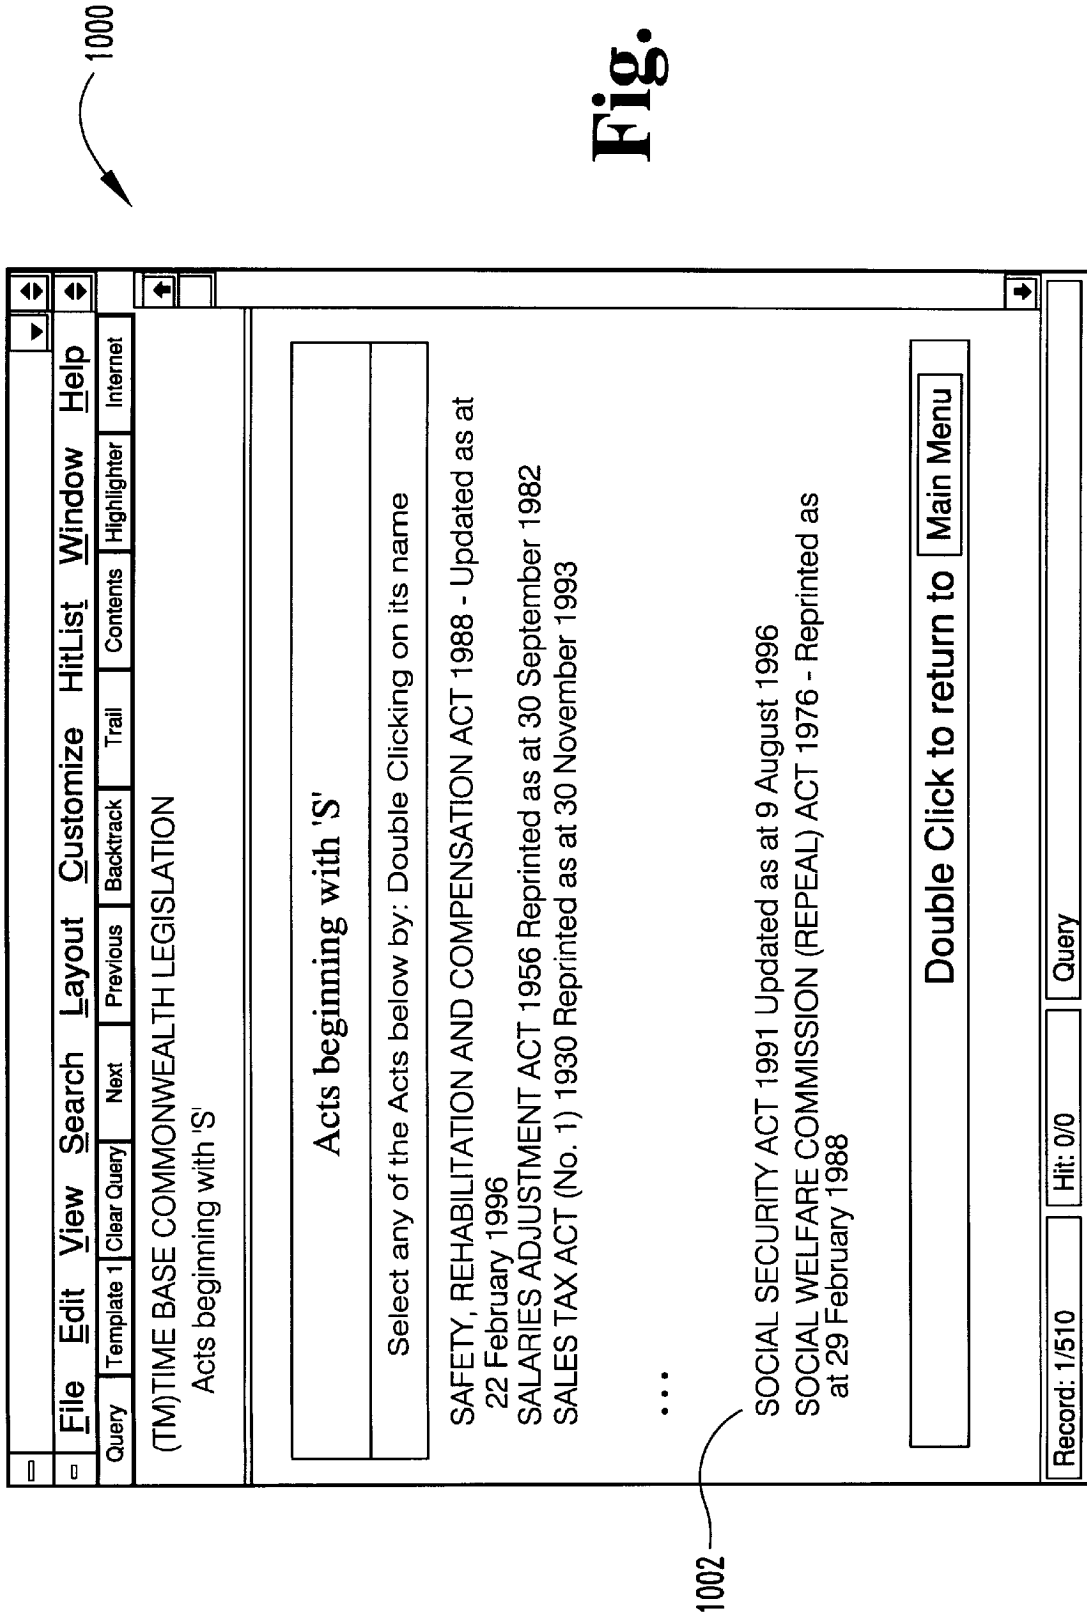 1000
File Edit View Search Layout Customize HitList Window Help
Query Template 1 Clear Query Next Previous Backtrack Trail Contents Highlighter Internet
(TM)TIME BASE COMMONWEALTH LEGISLATION
Acts beginning with 'S'
Acts beginning with 'S'
Select any of the Acts below by: Double Clicking on its name
SAFETY, REHABILITATION AND COMPENSATION ACT 1988 - Updated as at
22 February 1996
SALARIES ADJUSTMENT ACT 1956 Reprinted as at 30 September 1982
SALES TAX ACT (No. 1) 1930 Reprinted as at 30 November 1993
...
1002
SOCIAL SECURITY ACT 1991 Updated as at 9 August 1996
SOCIAL WELFARE COMMISSION (REPEAL) ACT 1976 - Reprinted as
at 29 February 1988
Double Click to return to Main Menu
Record: 1/510 Hit: 0/0 Query
Fig.